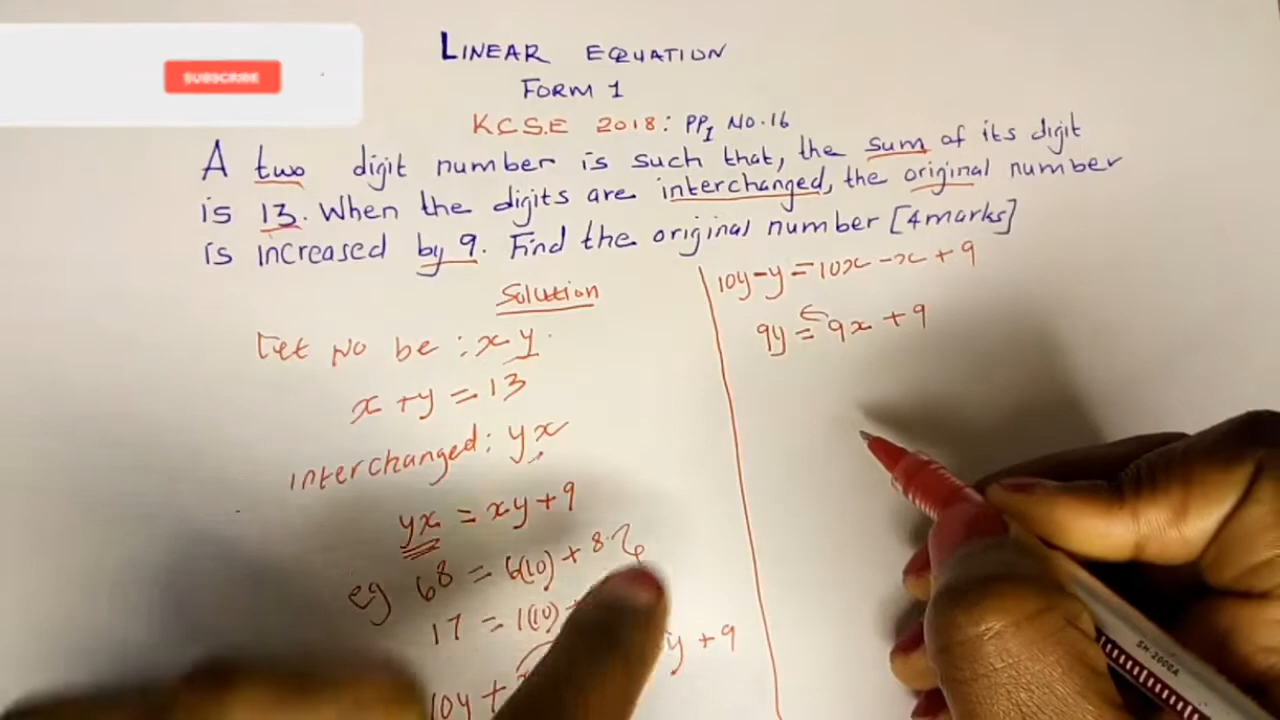 SUBSCRIBE
LINEAR EQUATION
FORM 1
K.C.S.E 2018: PP1 NO.16
A two digit number is such that, the sum of its digit
is 13. When the digits are interchanged, the original number
is increased by 9. Find the original number [4marks]
Solution
Let No be: xy.
x + y = 13
interchanged: yx
yx = xy + 9
eg 68 = 6(10) + 8
17 = 1(10) +
10y +
y + 9
10y - y = 10x - x + 9
9y = 9x + 9
SH-2000A